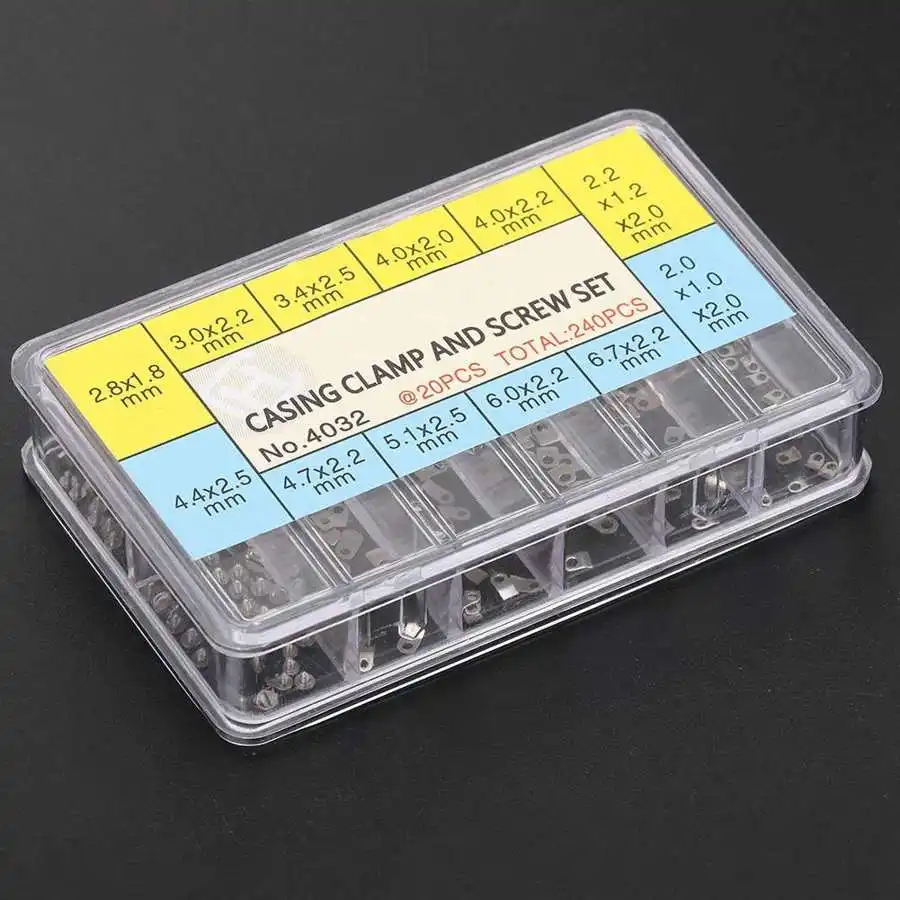 2.8x1.8
mm
3.0x2.2
mm
3.4x2.5
mm
4.0x2.0
mm
4.0x2.2
mm
2.2
x1.2
x2.0
mm
CASING CLAMP AND SCREW SET
No.4032 @20PCS TOTAL:240PCS
4.4x2.5
mm
4.7x2.2
mm
5.1x2.5
mm
6.0x2.2
mm
6.7x2.2
mm
2.0
x1.0
x2.0
mm